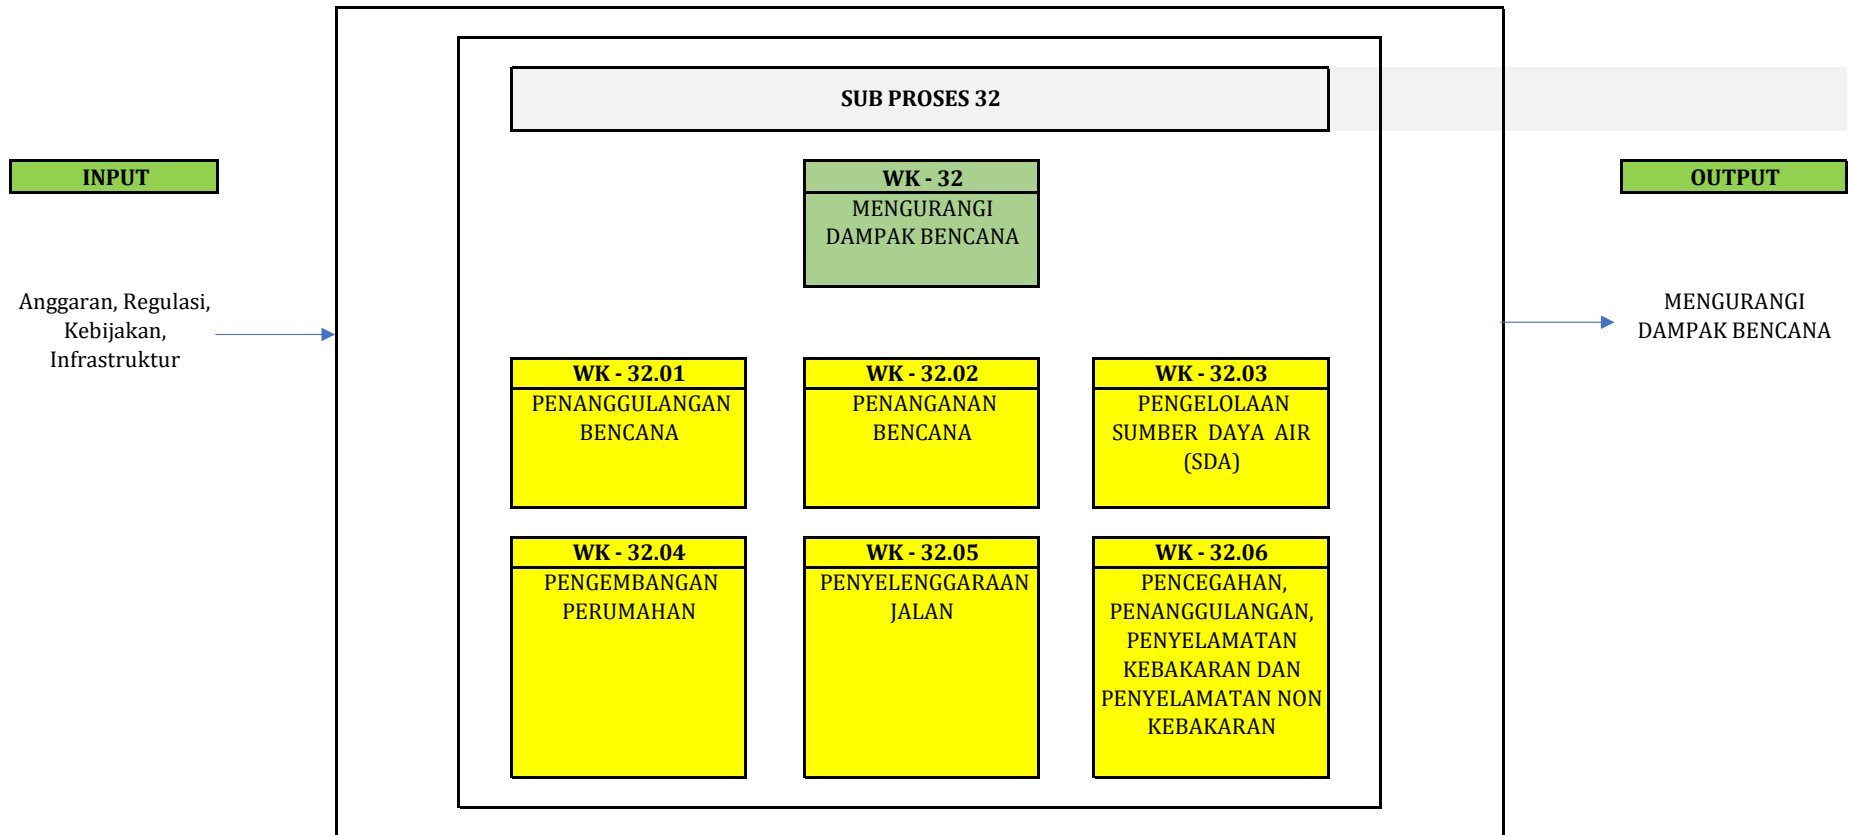 SUB PROSES 32
INPUT
WK - 32
OUTPUT
MENGURANGI
DAMPAK BENCANA
Anggaran, Regulasi,
Kebijakan,
Infrastruktur
MENGURANGI
DAMPAK BENCANA
WK - 32.01
PENANGGULANGAN
BENCANA
WK - 32.02
PENANGANAN
BENCANA
WK - 32.03
PENGELOLAAN
SUMBER DAYA AIR
(SDA)
WK - 32.04
PENGEMBANGAN
PERUMAHAN
WK - 32.05
PENYELENGGARAAN
JALAN
WK - 32.06
PENCEGAHAN,
PENANGGULANGAN,
PENYELAMATAN
KEBAKARAN DAN
PENYELAMATAN NON
KEBAKARAN